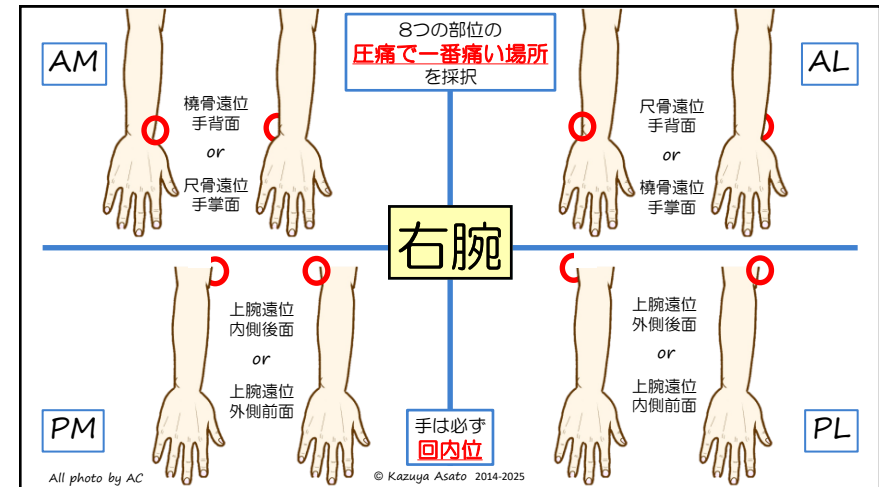 8つの部位の
圧痛で一番痛い場所
を採択
AM
AL
橈骨遠位
手背面
or
尺骨遠位
手掌面
尺骨遠位
手背面
or
橈骨遠位
手掌面
右腕
上腕遠位
内側後面
or
上腕遠位
外側前面
上腕遠位
外側後面
or
上腕遠位
内側前面
PM
PL
手は必ず
回内位
All photo by AC
© Kazuya Asato 2014-2025